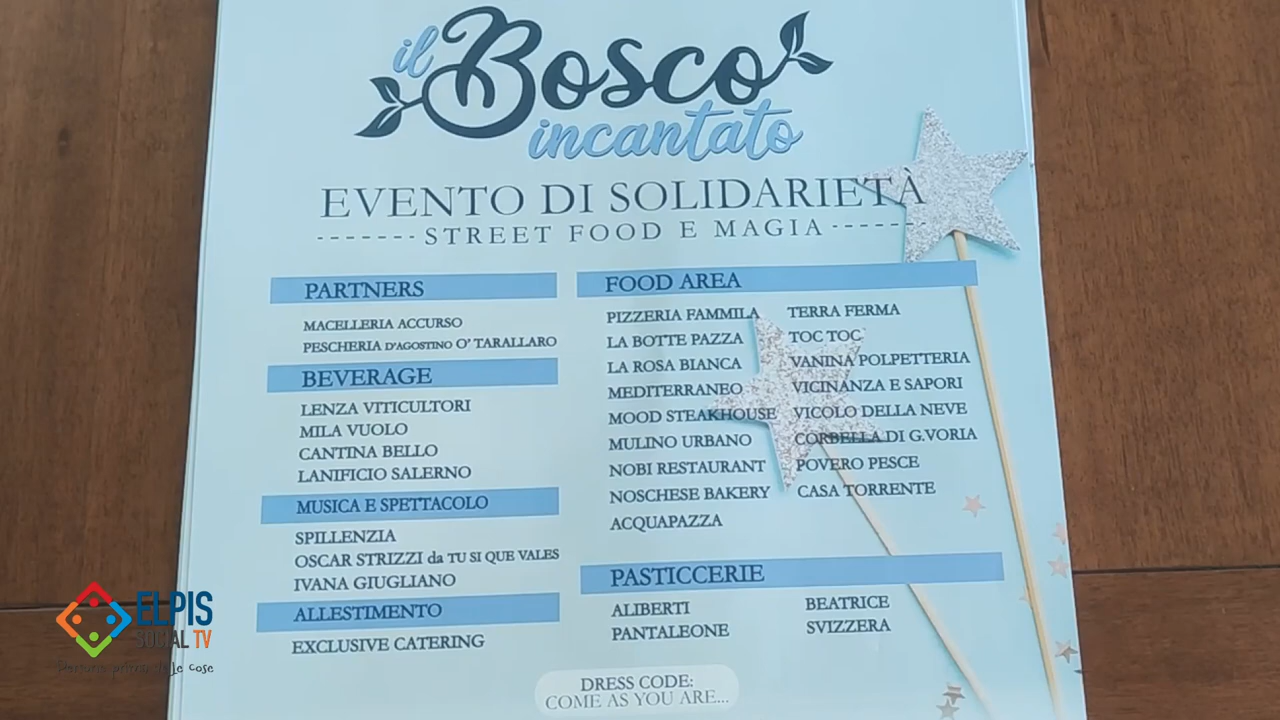 il Bosco
incantato
EVENTO DI SOLIDARIETÀ
STREET FOOD E MAGIA
PARTNERS
MACELLERIA ACCURSO
PESCHERIA D'AGOSTINO O' TARALLARO
BEVERAGE
LENZA VITICULTORI
MILA VUOLO
CANTINA BELLO
LANIFICIO SALERNO
MUSICA E SPETTACOLO
SPILLENZIA
OSCAR STRIZZI da TU SI QUE VALES
IVANA GIUGLIANO
ALLESTIMENTO
EXCLUSIVE CATERING
FOOD AREA
PIZZERIA FAMMILA
LA BOTTE PAZZA
LA ROSA BIANCA
MEDITERRANEO
MOOD STEAKHOUSE
MULINO URBANO
NOBI RESTAURANT
NOSCHESE BAKERY
ACQUAPAZZA
TERRA FERMA
TOC TOC
VANINA POLPETTERIA
VICINANZA E SAPORI
VICOLO DELLA NEVE
CORBELLA DI G.VORIA
POVERO PESCE
CASA TORRENTE
PASTICCERIE
ALIBERTI
PANTALEONE
BEATRICE
SVIZZERA
DRESS CODE:
COME AS YOU ARE...
ELPIS
SOCIAL TV
cose